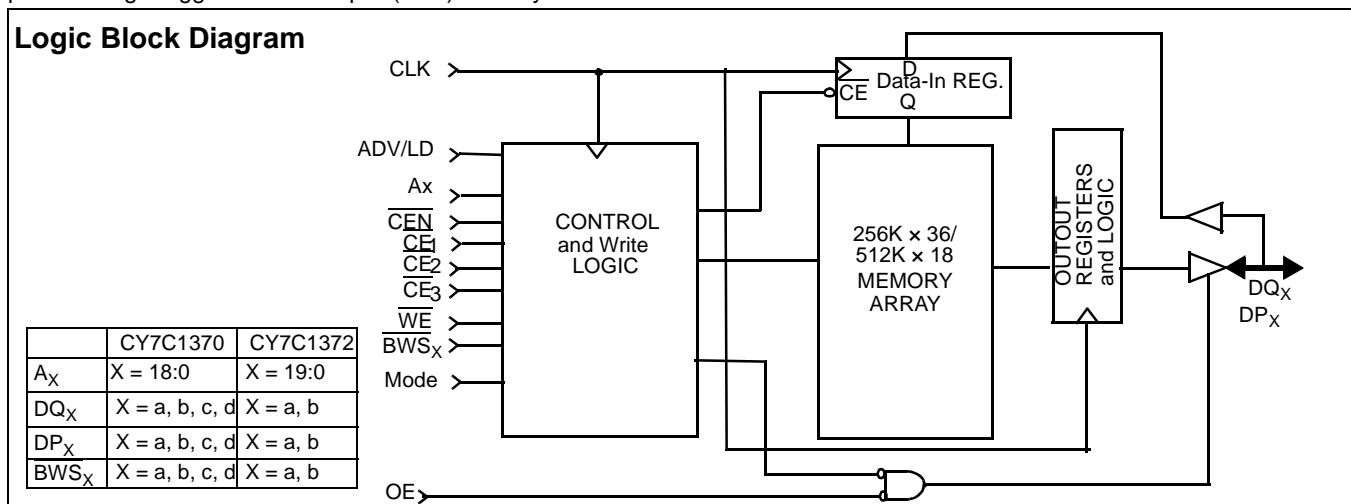 Logic Block Diagram
CLK
D
CE Data-In REG.
Q
ADV/LD
Ax
CEN
CE1
CE2
CE3
WE
BWSX
Mode
CONTROL
and Write
LOGIC
256K × 36/
512K × 18
MEMORY
ARRAY
OUTOUT
REGISTERS
and LOGIC
DQX
DPX
CY7C1370 CY7C1372
AX X = 18:0 X = 19:0
DQX X = a, b, c, d X = a, b
DPX X = a, b, c, d X = a, b
BWSX X = a, b, c, d X = a, b
OE